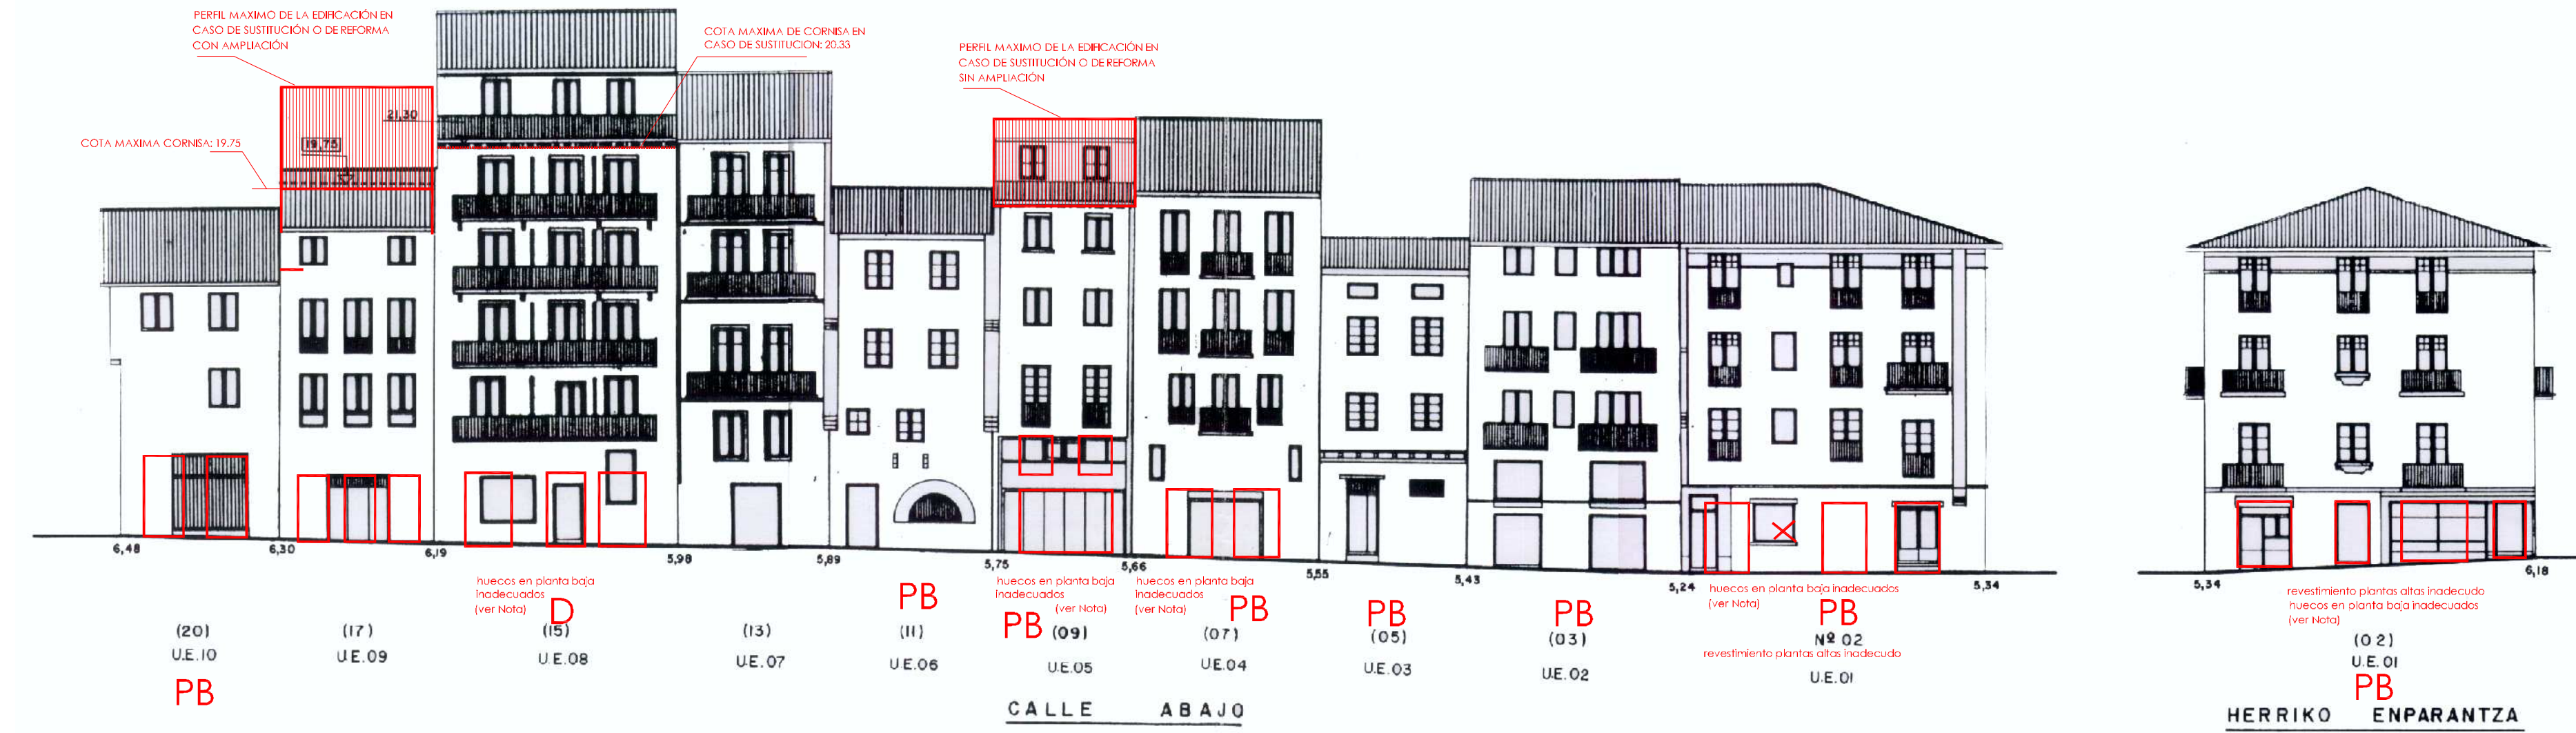 PERFIL MAXIMO DE LA EDIFICACIÓN EN
CASO DE SUSTITUCIÓN O DE REFORMA
CON AMPLIACIÓN
COTA MAXIMA DE CORNISA EN
CASO DE SUSTITUCION: 20.33
PERFIL MAXIMO DE LA EDIFICACIÓN EN
CASO DE SUSTITUCIÓN O DE REFORMA
SIN AMPLIACIÓN
21,30
COTA MAXIMA CORNISA: 19.75
19,75
6,48
6,30
6,19
5,98
5,89
5,75
5,66
5,55
5,43
5,24
5,34
5,34
6,18
huecos en planta baja
inadecuados
(ver Nota)
D
PB
huecos en planta baja
inadecuados
(ver Nota)
PB
huecos en planta baja
inadecuados
(ver Nota)
PB
PB
PB
huecos en planta baja inadecuados
(ver Nota)
PB
revestimiento plantas altas inadecudo
huecos en planta baja inadecuados
(ver Nota)
(20)
(17)
(15)
(13)
(11)
(09)
(07)
(05)
(03)
Nº 02
(02)
revestimiento plantas altas inadecudo
U.E.10
U.E.09
U.E.08
U.E.07
U.E.06
U.E.05
U.E.04
U.E.03
U.E.02
U.E.01
U.E.01
PB
PB
CALLE ABAJO
HERRIKO ENPARANTZA